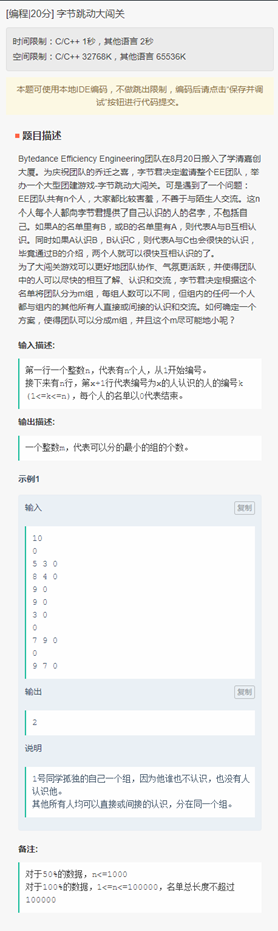 [编程|20分] 字节跳动大闯关
时间限制：C/C++ 1秒，其他语言 2秒
空间限制：C/C++ 32768K，其他语言 65536K
本题可使用本地IDE编码，不做跳出限制，编码后请点击“保存并调
试”按钮进行代码提交。
题目描述
Bytedance Efficiency Engineering团队在8月20日搬入了学清嘉创
大厦。为庆祝团队的乔迁之喜，字节君决定邀请整个EE团队，举
办一个大型团建游戏-字节跳动大闯关。可是遇到了一个问题：
EE团队共有n个人，大家都比较害羞，不善于与陌生人交流。这n
个人每个人都向字节君提供了自己认识的人的名字，不包括自
己。如果A的名单里有B，或B的名单里有A，则代表A与B互相认
识。同时如果A认识B，B认识C，则代表A与C也会很快的认识，
毕竟通过B的介绍，两个人就可以很快互相认识的了。
为了大闯关游戏可以更好地团队协作、气氛更活跃，并使得团队
中的人可以尽快的相互了解、认识和交流，字节君决定根据这个
名单将团队分为m组，每组人数可以不同，但组内的任何一个人
都与组内的其他所有人直接或间接的认识和交流。如何确定一个
方案，使得团队可以分成m组，并且这个m尽可能地小呢？
输入描述:
第一行一个整数n，代表有n个人，从1开始编号。
接下来有n行，第x+1行代表编号为x的人认识的人的编号k
(1<=k<=n)，每个人的名单以0代表结束。
输出描述:
一个整数m，代表可以分的最小的组的个数。
示例1
输入
复制
10
0
5 3 0
8 4 0
9 0
9 0
3 0
0
7 9 0
0
9 7 0
输出
复制
2
说明
1号同学孤独的自己一个组，因为他谁也不认识，也没有人
认识他。
其他所有人均可以直接或间接的认识，分在同一个组。
备注:
对于50%的数据，n<=1000
对于100%的数据，1<=n<=100000，名单总长度不超过
100000